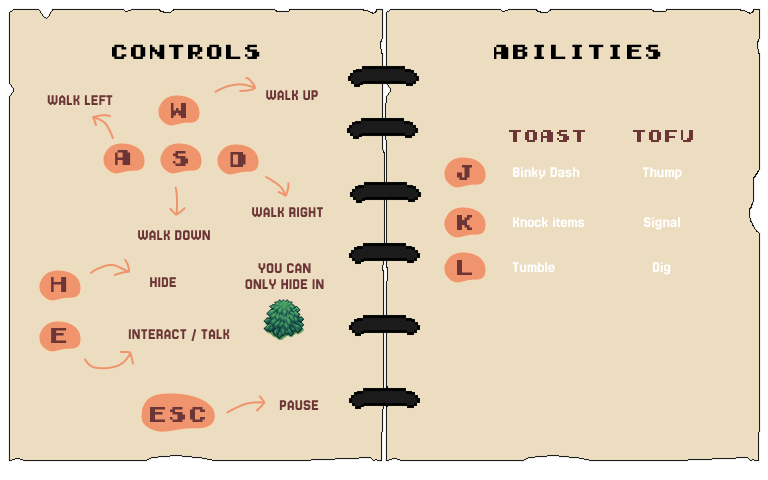 CONTROLS
WALK LEFT
W
WALK UP
A S D
WALK RIGHT
WALK DOWN
H
HIDE
YOU CAN
ONLY HIDE IN
E
INTERACT / TALK
ESC
PAUSE
ABILITIES
TOAST TOFU
J Binky Dash Thump
K Knock items Signal
L Tumble Dig